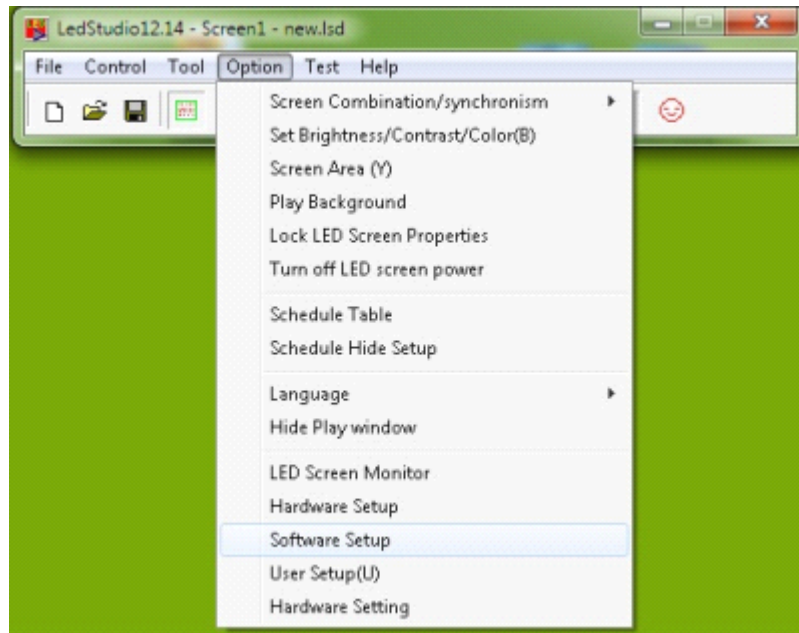 LedStudio12.14 - Screen1 - new.lsd
File Control Tool Option Test Help
Screen Combination/synchronism
Set Brightness/Contrast/Color(B)
Screen Area (Y)
Play Background
Lock LED Screen Properties
Turn off LED screen power
Schedule Table
Schedule Hide Setup
Language
Hide Play window
LED Screen Monitor
Hardware Setup
Software Setup
User Setup(U)
Hardware Setting